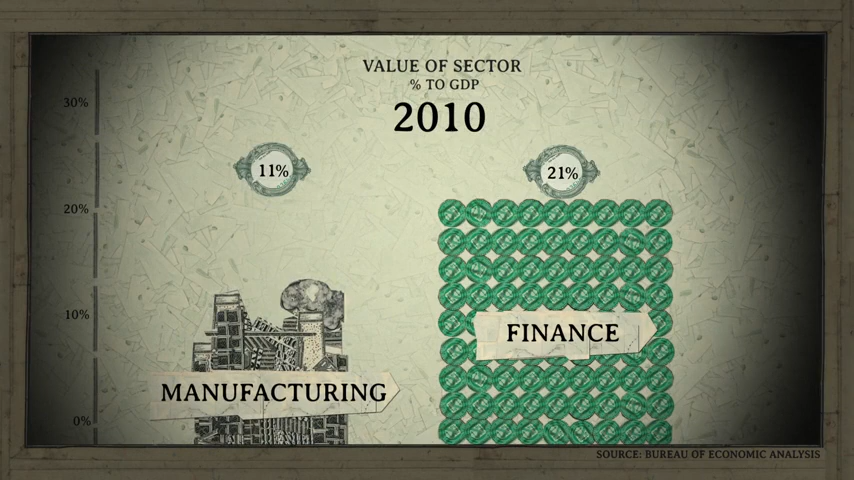 VALUE OF SECTOR
% TO GDP
2010
30%
11%
21%
20%
10%
FINANCE
MANUFACTURING
0%
SOURCE: BUREAU OF ECONOMIC ANALYSIS